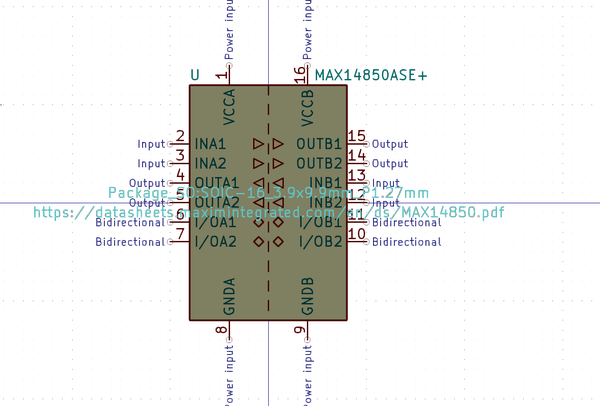 Power input
Power input
U
1
16
MAX14850ASE+
VCCA
VCCB
Input 2 INA1 OUTB1 15 Output
Input 3 INA2 OUTB2 14 Output
Output 4 OUTA1 INB1 13 Input
Package_SO:SOIC-16_3.9x9.9mm_P1.27mm
Output 5 OUTA2 INB2 12 Input
https://datasheets.maximintegrated.com/en/ds/MAX14850.pdf
Bidirectional 6 I/OA1 I/OB1 11 Bidirectional
Bidirectional 7 I/OA2 I/OB2 10 Bidirectional
GNDA
GNDB
8
9
Power input
Power input